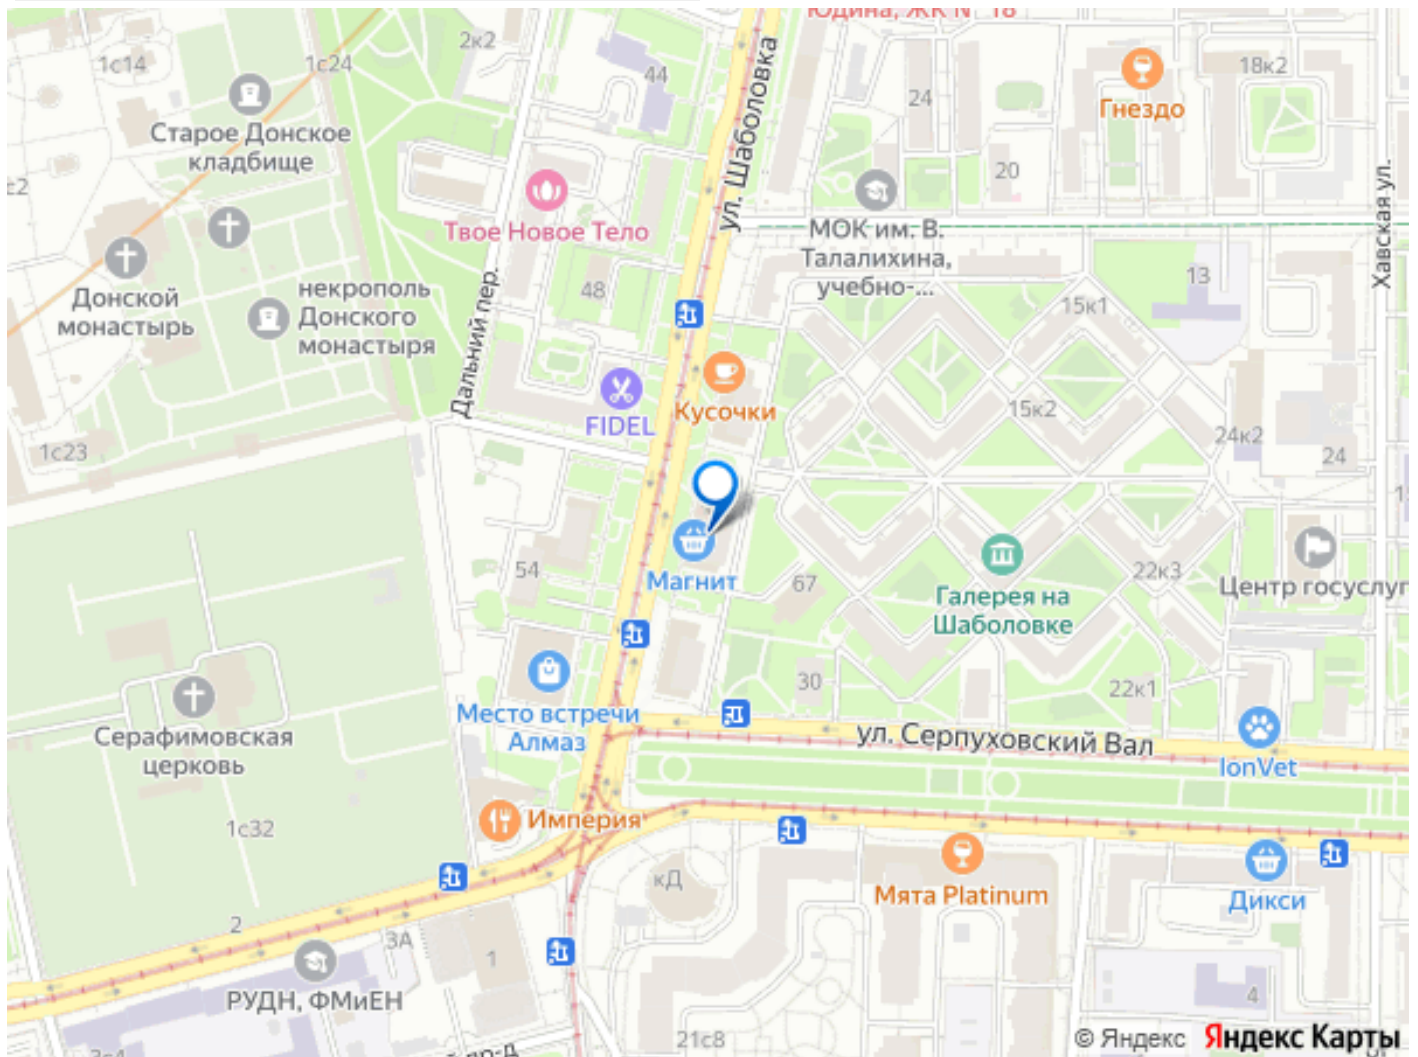 Юдина, ЖК № 18
2к2
1с14
1с24
44
18к2
Гнездо
24
Старое Донское
кладбище
ул. Шаболовка
20
с2
Твое Новое Тело
МОК им. В.
Талалихина,
учебно-...
Хавская ул.
Донской
монастырь
некрополь
Донского
монастыря
48
13
15к1
Дальний пер.
Кусочки
FIDEL
15к2
24к2
24
1с23
Магнит
54
67
22к3
Галерея на
Шаболовке
Центр госуслуг
30
22к1
Место встречи
Алмаз
Серафимовская
церковь
ул. Серпуховский Вал
IonVet
Империя
1с32
кД
Мята Platinum
Дикси
2
3А
1
РУДН, ФМиЕН
4
21с8
© Яндекс Яндекс Карты